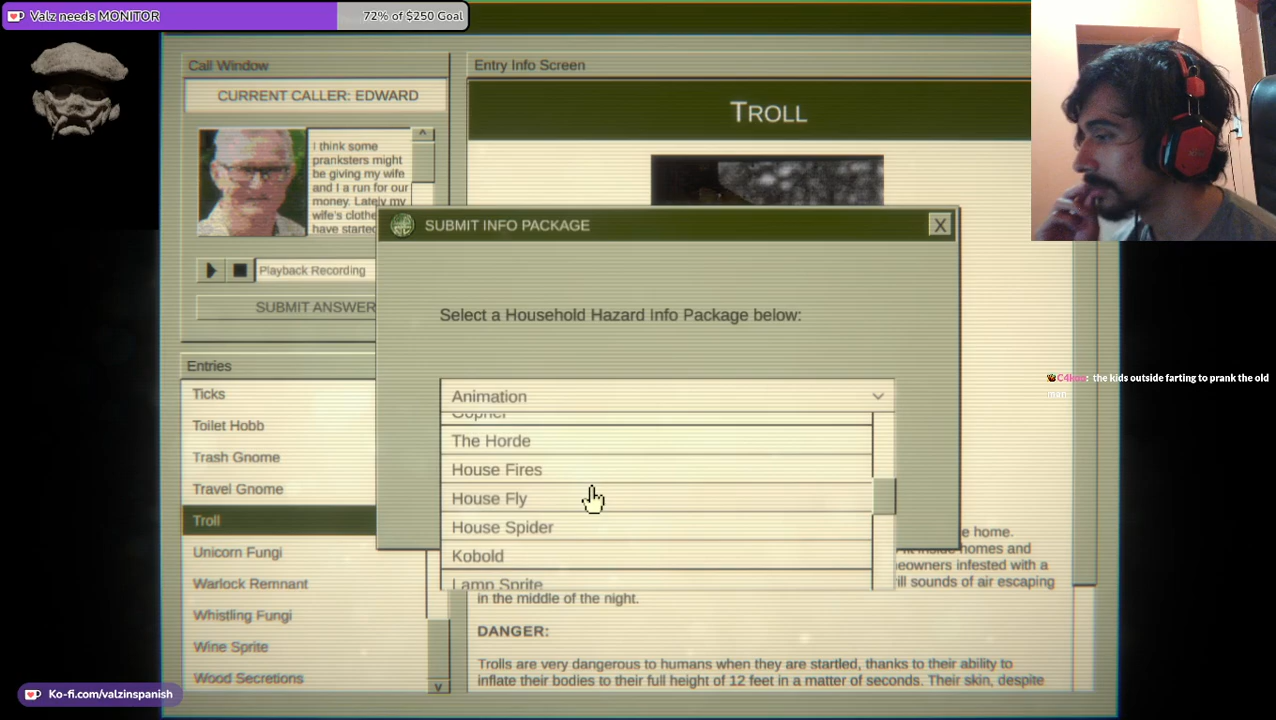 Valz needs MONITOR
72% of $250 Goal
Call Window
CURRENT CALLER: EDWARD
I think some
pranksters might
be giving my wife
and I a run for our
money. Lately my
wife's clothe
have started
Playback Recording
SUBMIT ANSWER
Entries
Ticks
Toilet Hobb
Trash Gnome
Travel Gnome
Troll
Unicorn Fungi
Warlock Remnant
Whistling Fungi
Wine Sprite
Wood Secretions
Entry Info Screen
TROLL
SUBMIT INFO PACKAGE
X
Select a Household Hazard Info Package below:
Animation
Gopher
The Horde
House Fires
House Fly
House Spider
Kobold
Lamp Sprite
e home.
homes and
eowners infested with a
ill sounds of air escaping
in the middle of the night.
DANGER:
Trolls are very dangerous to humans when they are startled, thanks to their ability to
inflate their bodies to their full height of 12 feet in a matter of seconds. Their skin, despite
C4koo: the kids outside farting to prank the old
man
Ko-fi.com/valzinspanish